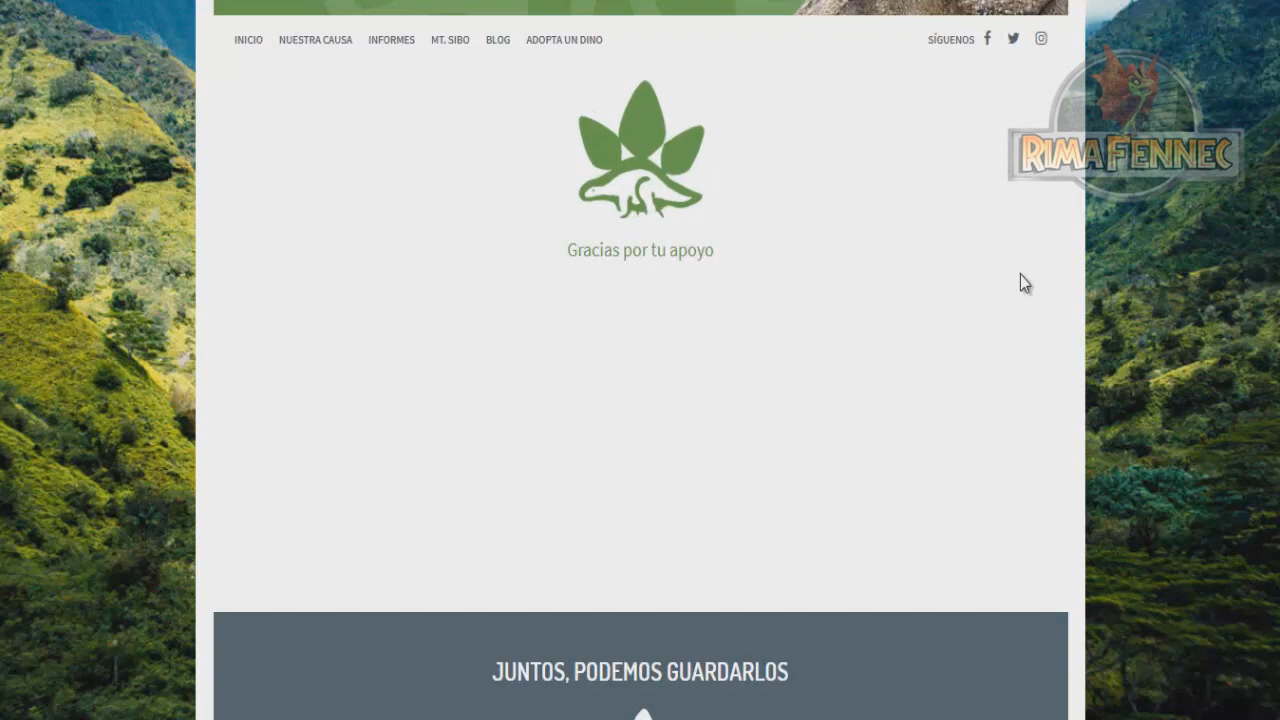 INICIO NUESTRA CAUSA INFORMES MT. SIBO BLOG ADOPTA UN DINO SÍGUENOS
RIMA FENNEC
Gracias por tu apoyo
JUNTOS, PODEMOS GUARDARLOS